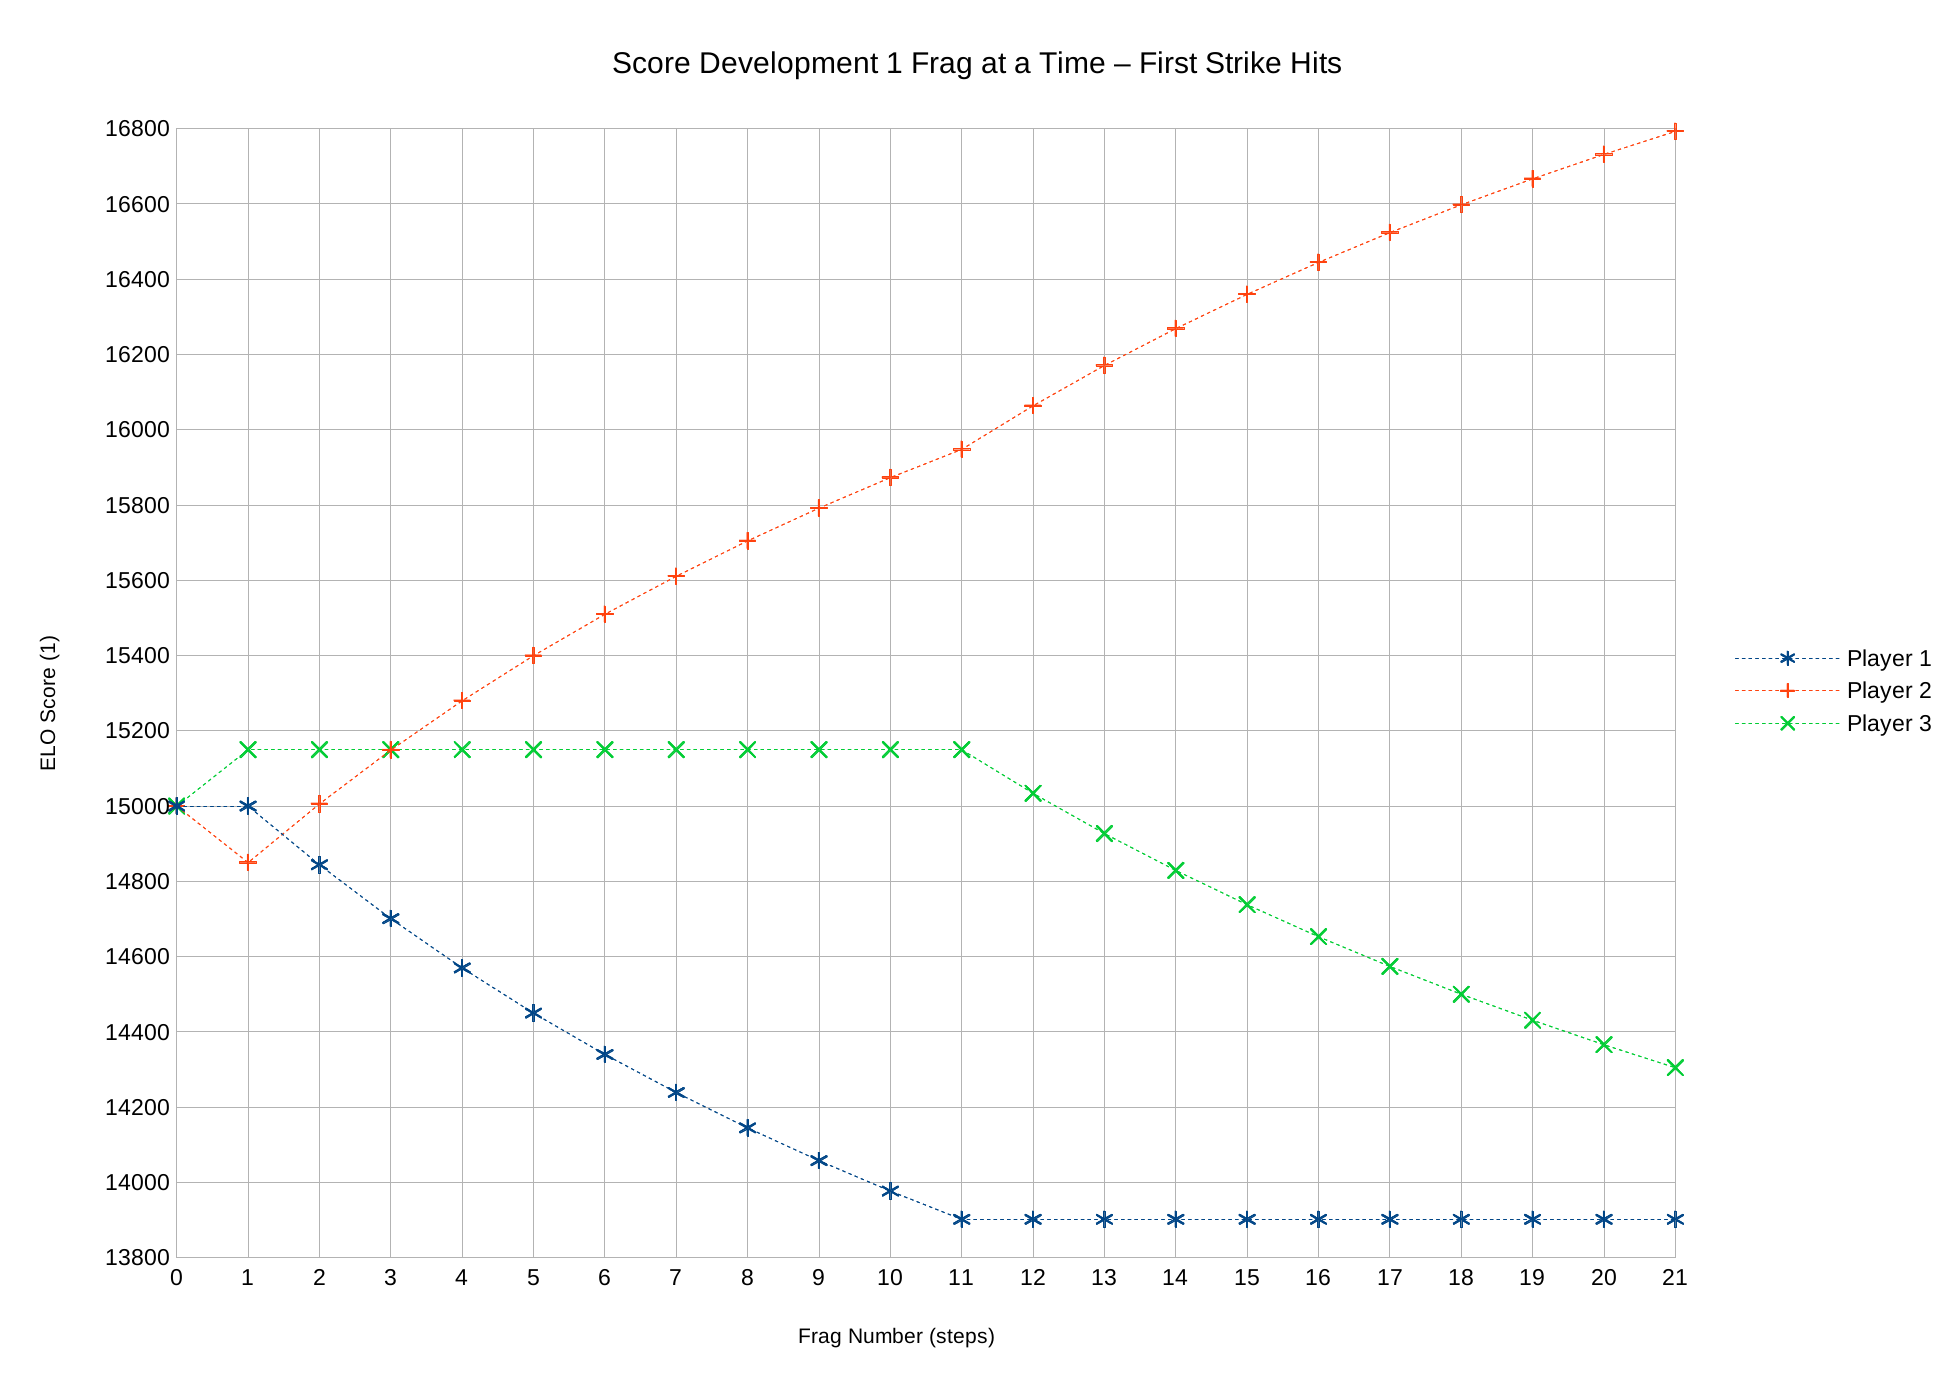 Score Development 1 Frag at a Time – First Strike Hits
16800
16600
16400
16200
16000
15800
15600
15400
15200
15000
14800
14600
14400
14200
14000
13800
ELO Score (1)
0 1 2 3 4 5 6 7 8 9 10 11 12 13 14 15 16 17 18 19 20 21
Frag Number (steps)
Player 1
Player 2
Player 3